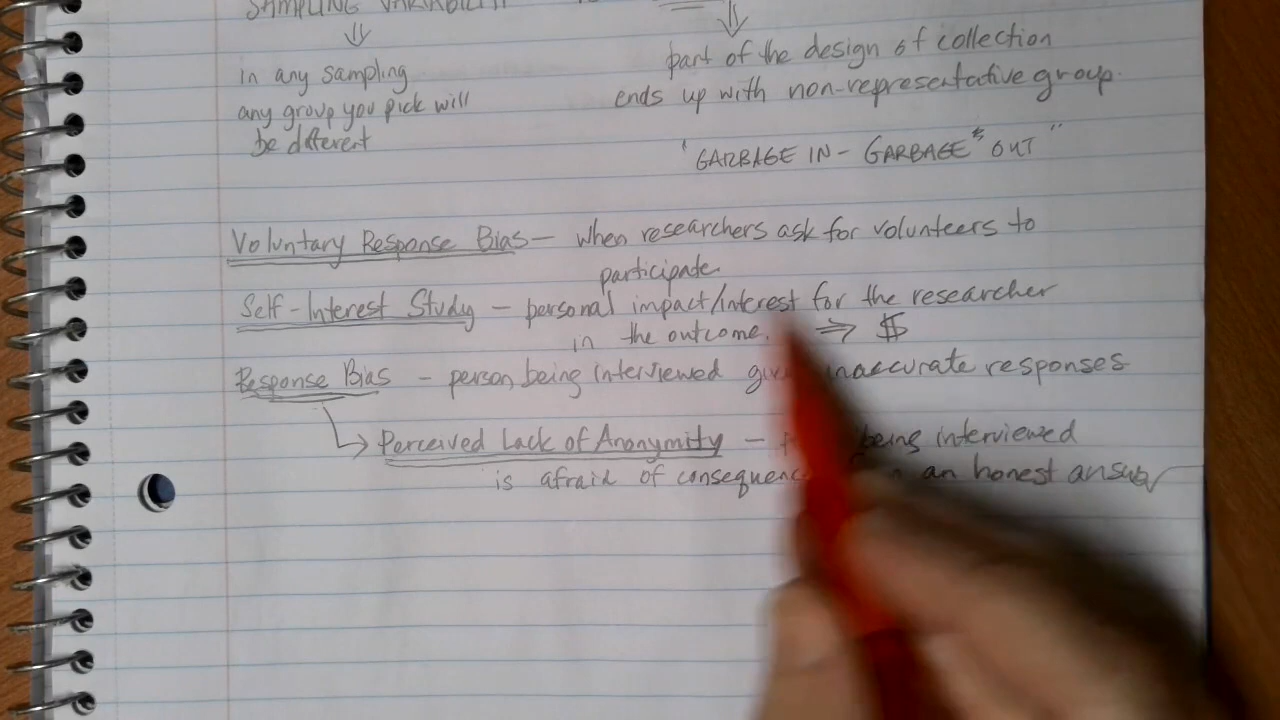 SAMPLING VARIABILITY
⇓ ⇓
in any sampling
any group you pick will
be different
part of the design of collection
ends up with non-representative group.
"GARBAGE IN - GARBAGE OUT"
Voluntary Response Bias — when researchers ask for volunteers to
participate.
Self-Interest Study — personal impact/interest for the researcher
in the outcome. ⇒ $
Response Bias - person being interviewed inaccurate responses
↳ Perceived Lack of Anonymity — being interviewed
is afraid of an honest answer